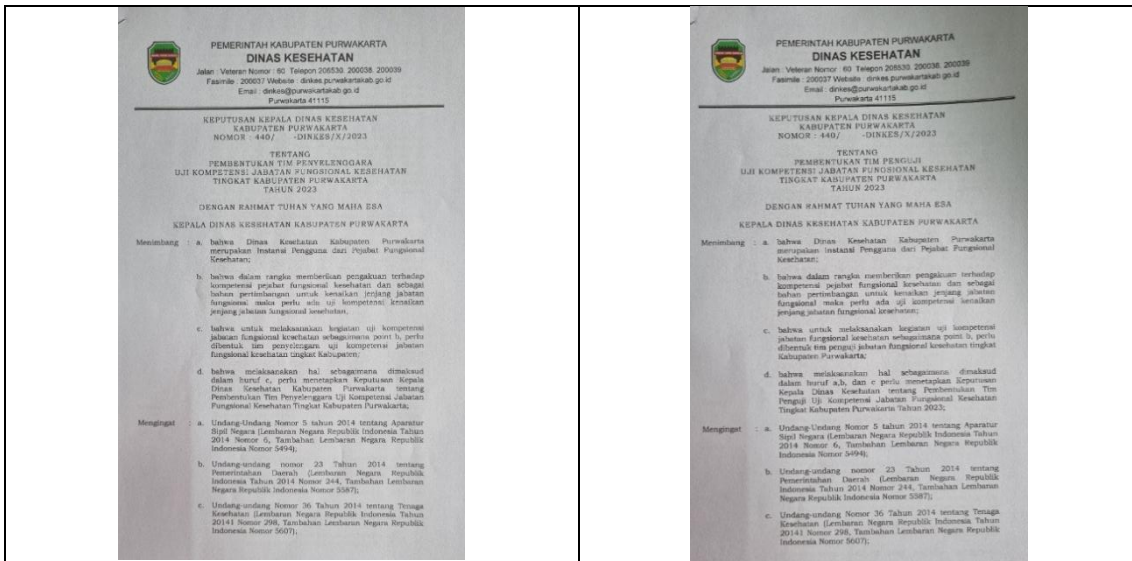 PEMERINTAH KABUPATEN PURWAKARTA
DINAS KESEHATAN
Jalan : Veteran Nomor : 60 Telepon 206530. 200038. 200039
Fasimile : 200037 Website : dinkes.purwakartakab.go.id
Email : dinkes@purwakartakab.go.id
Purwakarta 41115
KEPUTUSAN KEPALA DINAS KESEHATAN
KABUPATEN PURWAKARTA
NOMOR : 440/ -DINKES/X/2023
TENTANG
PEMBENTUKAN TIM PENYELENGGARA
UJI KOMPETENSI JABATAN FUNGSIONAL KESEHATAN
TINGKAT KABUPATEN PURWAKARTA
TAHUN 2023
DENGAN RAHMAT TUHAN YANG MAHA ESA
KEPALA DINAS KESEHATAN KABUPATEN PURWAKARTA
Menimbang : a. bahwa Dinas Kesehatan Kabupaten Purwakarta
merupakan Instansi Pengguna dari Pejabat Fungsional
Kesehatan;
b. bahwa dalam rangka memberikan pengakuan terhadap
kompetensi pejabat fungsional kesehatan dan sebagai
bahan pertimbangan untuk kenaikan jenjang jabatan
fungsional maka perlu ada uji kompetensi kenaikan
jenjang jabatan fungsional kesehatan;
c. bahwa untuk melaksanakan kegiatan uji kompetensi
jabatan fungsional kesehatan sebagaimana point b, perlu
dibentuk tim penyelengara uji kompetensi jabatan
fungsional kesehatan tingkat Kabupaten;
d. bahwa melaksanakan hal sebagaimana dimaksud
dalam huruf c, perlu menetapkan Keputusan Kepala
Dinas Kesehatan Kabupaten Purwakarta tentang
Pembentukan Tim Penyelenggara Uji Kompetensi Jabatan
Fungsional Kesehatan Tingkat Kabupaten Purwakarta;
Mengingat : a. Undang-Undang Nomor 5 tahun 2014 tentang Aparatur
Sipil Negara (Lembaran Negara Republik Indonesia Tahun
2014 Nomor 6, Tambahan Lembaran Negara Republik
Indonesia Nomor 5494);
b. Undang-undang nomor 23 Tahun 2014 tentang
Pemerintahan Daerah (Lembaran Negara Republik
Indonesia Tahun 2014 Nomor 244, Tambahan Lembaran
Negara Republik Indonesia Nomor 5587);
c. Undang-undang Nomor 36 Tahun 2014 tentang Tenaga
Kesehatan (Lembaran Negara Republik Indonesia Tahun
20141 Nomor 298, Tambahan Lembaran Negara Republik
Indonesia Nomor 5607);
PEMERINTAH KABUPATEN PURWAKARTA
DINAS KESEHATAN
Jalan : Veteran Nomor : 60 Telepon 206530. 200038. 200039
Fasimile : 200037 Website : dinkes.purwakartakab.go.id
Email : dinkes@purwakartakab.go.id
Purwakarta 41115
KEPUTUSAN KEPALA DINAS KESEHATAN
KABUPATEN PURWAKARTA
NOMOR : 440/ -DINKES/X/2023
TENTANG
PEMBENTUKAN TIM PENGUJI
UJI KOMPETENSI JABATAN FUNGSIONAL KESEHATAN
TINGKAT KABUPATEN PURWAKARTA
TAHUN 2023
DENGAN RAHMAT TUHAN YANG MAHA ESA
KEPALA DINAS KESEHATAN KABUPATEN PURWAKARTA
Menimbang : a. bahwa Dinas Kesehatan Kabupaten Purwakarta
merupakan Instansi Pengguna dari Pejabat Fungsional
Kesehatan;
b. bahwa dalam rangka memberikan pengakuan terhadap
kompetensi pejabat fungsional kesehatan dan sebagai
bahan pertimbangan untuk kenaikan jenjang jabatan
fungsional maka perlu ada uji kompetensi kenaikan
jenjang jabatan fungsional kesehatan;
c. bahwa untuk melaksanakan kegiatan uji kompetensi
jabatan fungsional kesehatan sebagaimana point b, perlu
dibentuk tim penguji jabatan fungsional kesehatan tingkat
Kabupaten Purwakarta;
d. bahwa melaksanakan hal sebagaimana dimaksud
dalam huruf a,b, dan c perlu menetapkan Keputusan
Kepala Dinas Kesehatan tentang Pembentukan Tim
Penguji Uji Kompetensi Jabatan Fungsional Kesehatan
Tingkat Kabupaten Purwakarta Tahun 2023;
Mengingat : a. Undang-Undang Nomor 5 tahun 2014 tentang Aparatur
Sipil Negara (Lembaran Negara Republik Indonesia Tahun
2014 Nomor 6, Tambahan Lembaran Negara Republik
Indonesia Nomor 5494);
b. Undang-undang nomor 23 Tahun 2014 tentang
Pemerintahan Daerah (Lembaran Negara Republik
Indonesia Tahun 2014 Nomor 244, Tambahan Lembaran
Negara Republik Indonesia Nomor 5587);
c. Undang-undang Nomor 36 Tahun 2014 tentang Tenaga
Kesehatan (Lembaran Negara Republik Indonesia Tahun
20141 Nomor 298, Tambahan Lembaran Negara Republik
Indonesia Nomor 5607);